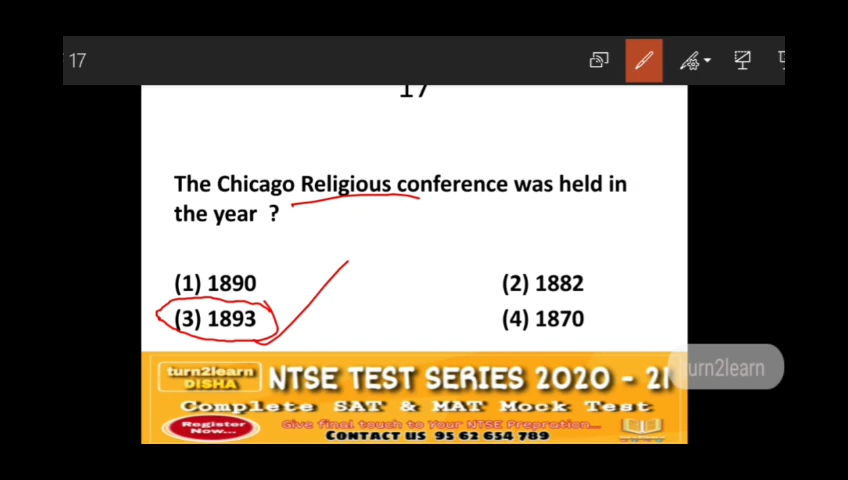 17
17
The Chicago Religious conference was held in
the year ?
(1) 1890
(2) 1882
(3) 1893
(4) 1870
turn2learn
DISHA
NTSE TEST SERIES 2020 - 21
urn2learn
Complete SAT & MAT Mock Test
Register
Now...
Give final touch to Your NTSE Prepration...
CONTACT US 95 62 654 789